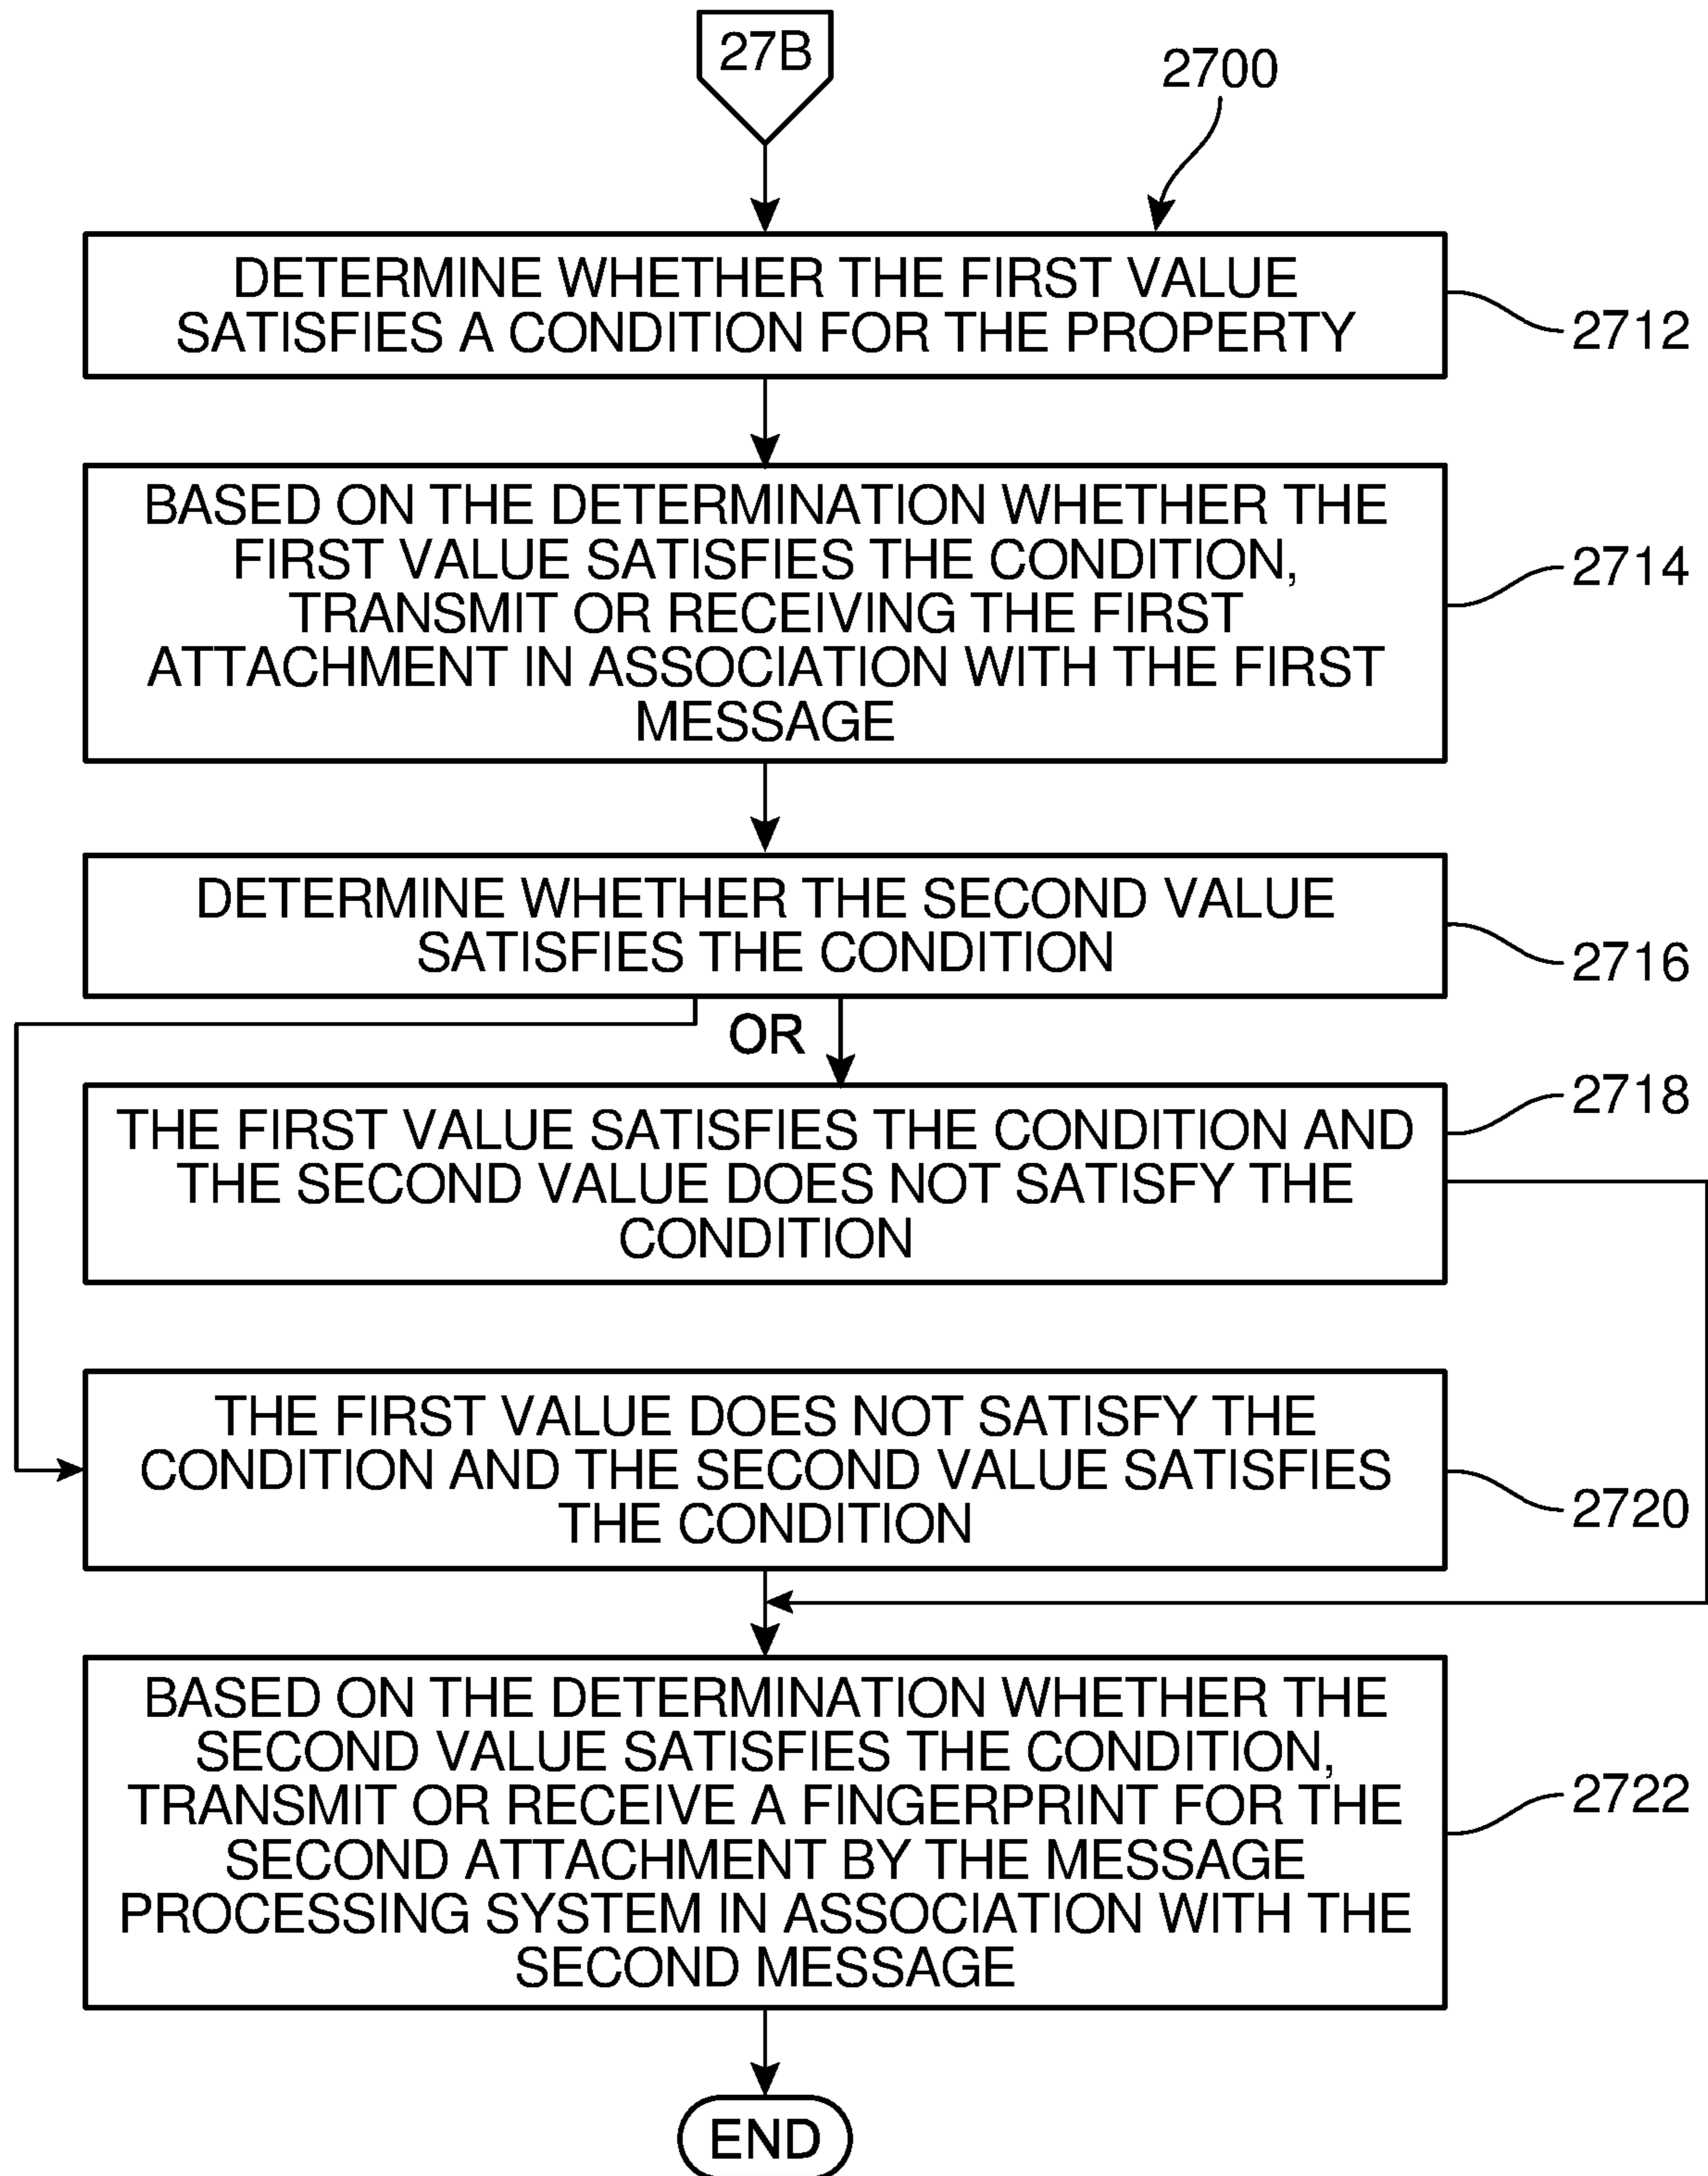 27B
2700
DETERMINE WHETHER THE FIRST VALUE
SATISFIES A CONDITION FOR THE PROPERTY
2712
BASED ON THE DETERMINATION WHETHER THE
FIRST VALUE SATISFIES THE CONDITION,
TRANSMIT OR RECEIVING THE FIRST
ATTACHMENT IN ASSOCIATION WITH THE FIRST
MESSAGE
2714
DETERMINE WHETHER THE SECOND VALUE
SATISFIES THE CONDITION
2716
OR
THE FIRST VALUE SATISFIES THE CONDITION AND
THE SECOND VALUE DOES NOT SATISFY THE
CONDITION
2718
THE FIRST VALUE DOES NOT SATISFY THE
CONDITION AND THE SECOND VALUE SATISFIES
THE CONDITION
2720
BASED ON THE DETERMINATION WHETHER THE
SECOND VALUE SATISFIES THE CONDITION,
TRANSMIT OR RECEIVE A FINGERPRINT FOR THE
SECOND ATTACHMENT BY THE MESSAGE
PROCESSING SYSTEM IN ASSOCIATION WITH THE
SECOND MESSAGE
2722
END